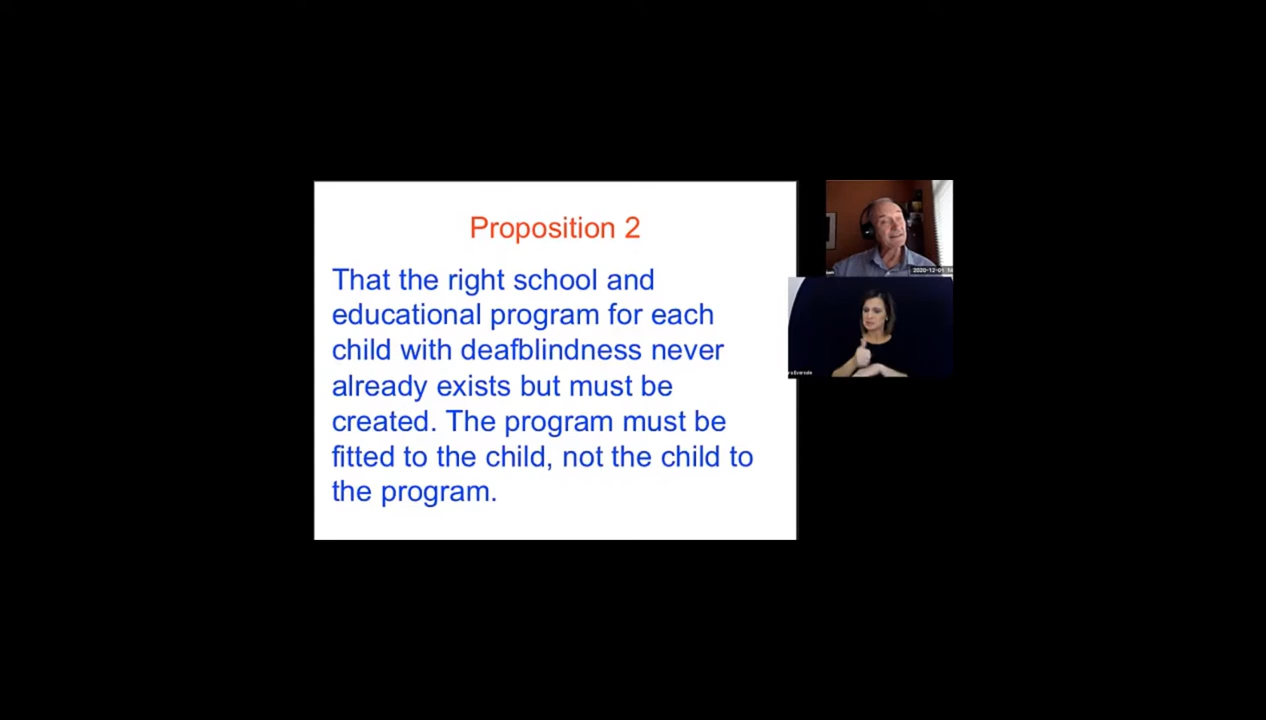 Proposition 2
That the right school and
educational program for each
child with deafblindness never
already exists but must be
created. The program must be
fitted to the child, not the child to
the program.